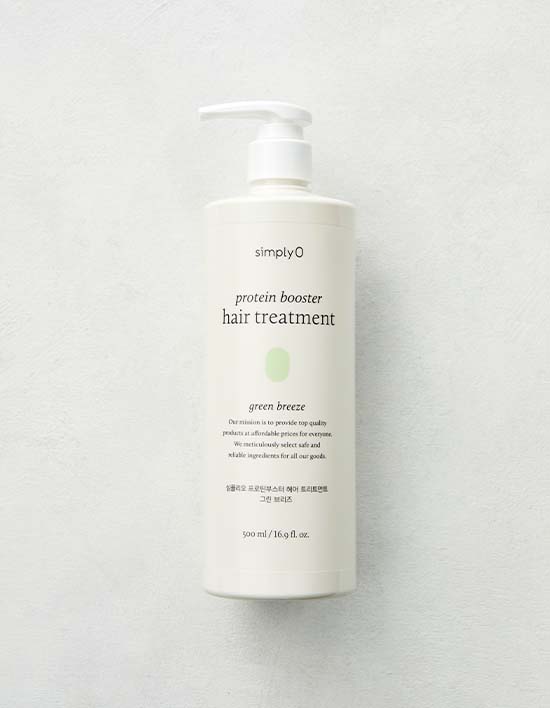 simplyO
protein booster
hair treatment
green breeze
Our mission is to provide top quality
products at affordable prices for everyone.
We meticulously select safe and
reliable ingredients for all our goods.
심플리오 프로틴부스터 헤어 트리트먼트
그린 브리즈
500 ml / 16.9 fl. oz.